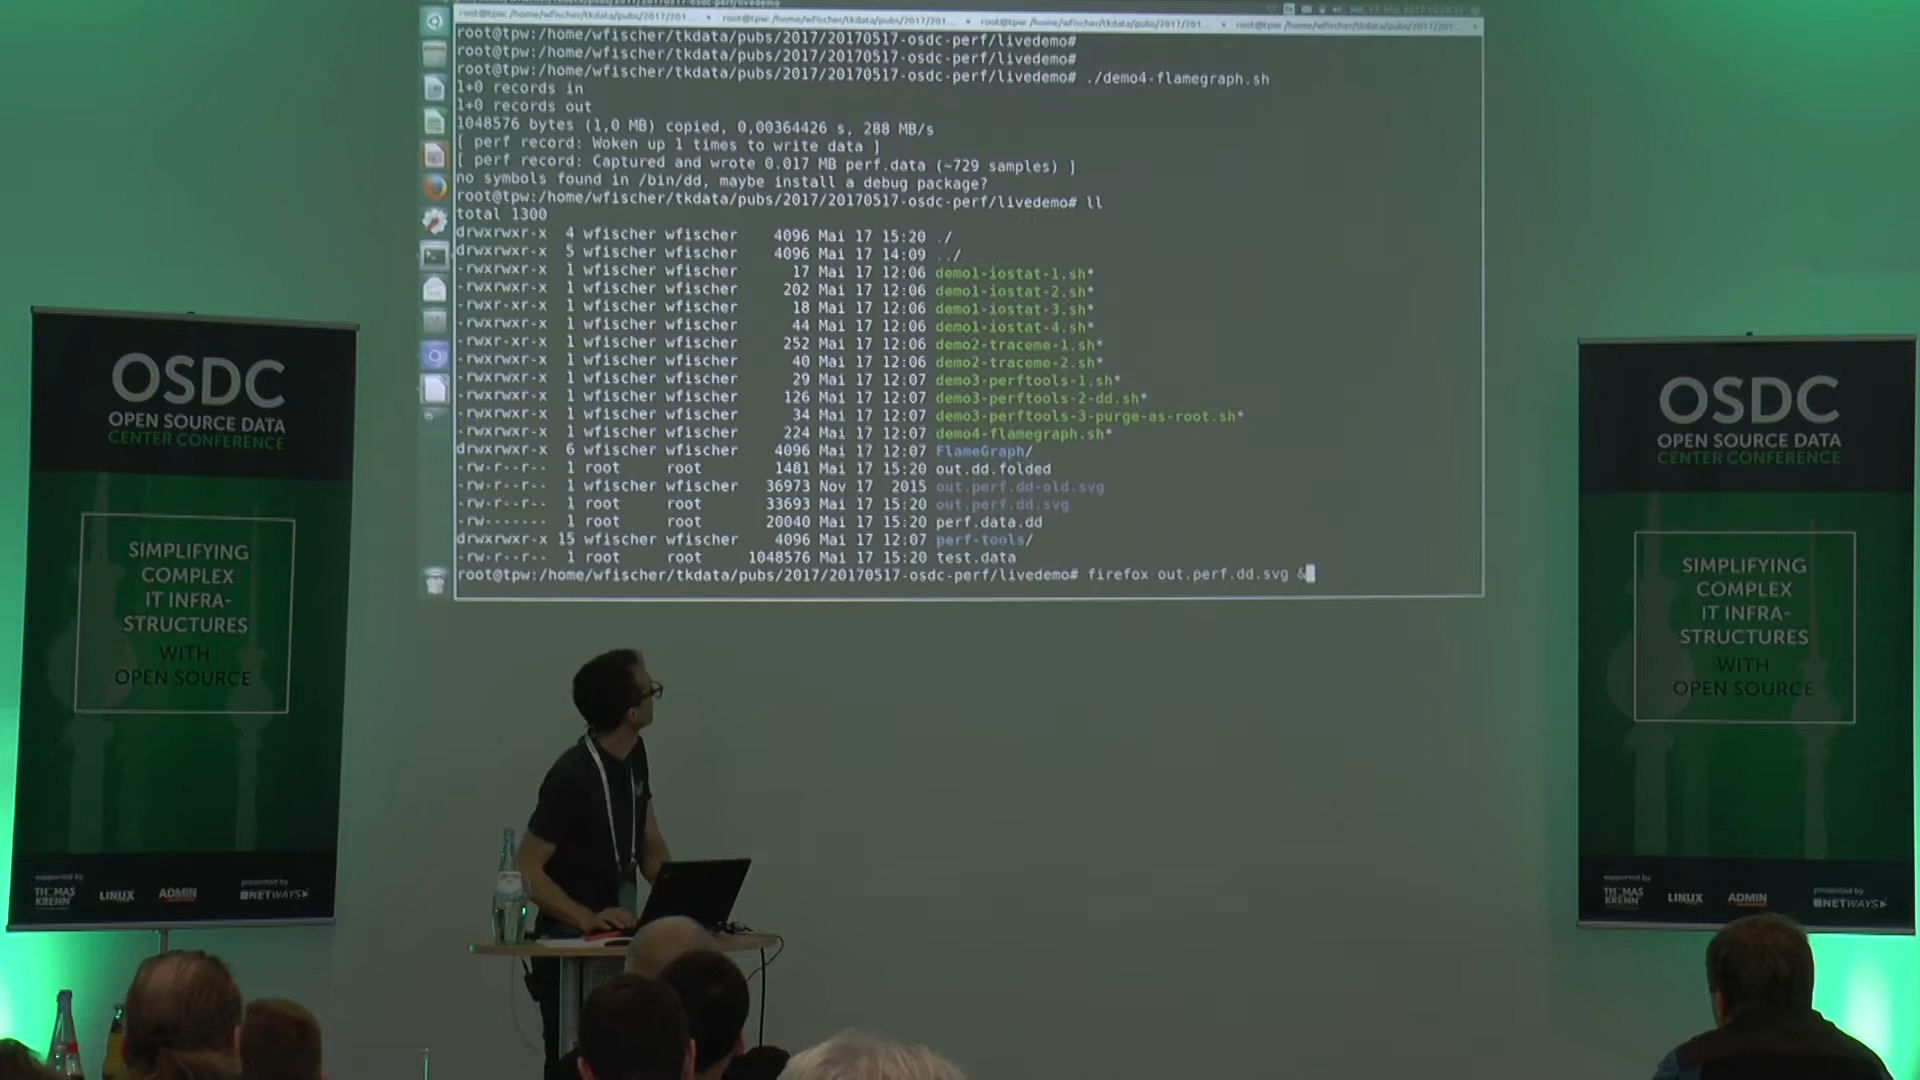 root@tpw:/home/wfischer/tkdata/pubs/2017/20170517-osdc-perf/livedemo#
root@tpw:/home/wfischer/tkdata/pubs/2017/20170517-osdc-perf/livedemo#
root@tpw:/home/wfischer/tkdata/pubs/2017/20170517-osdc-perf/livedemo# ./demo4-flamegraph.sh
1+0 records in
1+0 records out
1048576 bytes (1,0 MB) copied, 0,00364426 s, 288 MB/s
[ perf record: Woken up 1 times to write data ]
[ perf record: Captured and wrote 0.017 MB perf.data (~729 samples) ]
no symbols found in /bin/dd, maybe install a debug package?
root@tpw:/home/wfischer/tkdata/pubs/2017/20170517-osdc-perf/livedemo# ll
total 1300
drwxrwxr-x 4 wfischer wfischer 4096 Mai 17 15:20 ./
drwxrwxr-x 5 wfischer wfischer 4096 Mai 17 14:09 ../
-rwxrwxr-x 1 wfischer wfischer 17 Mai 17 12:06 demo1-iostat-1.sh*
-rwxrwxr-x 1 wfischer wfischer 202 Mai 17 12:06 demo1-iostat-2.sh*
-rwxr-xr-x 1 wfischer wfischer 18 Mai 17 12:06 demo1-iostat-3.sh*
-rwxrwxr-x 1 wfischer wfischer 44 Mai 17 12:06 demo1-iostat-4.sh*
-rwxrwxr-x 1 wfischer wfischer 252 Mai 17 12:06 demo2-traceme-1.sh*
-rwxrwxr-x 1 wfischer wfischer 40 Mai 17 12:06 demo2-traceme-2.sh*
-rwxrwxr-x 1 wfischer wfischer 29 Mai 17 12:07 demo3-perftools-1.sh*
-rwxrwxr-x 1 wfischer wfischer 126 Mai 17 12:07 demo3-perftools-2-dd.sh*
-rwxrwxr-x 1 wfischer wfischer 34 Mai 17 12:07 demo3-perftools-3-purge-as-root.sh*
-rwxrwxr-x 1 wfischer wfischer 224 Mai 17 12:07 demo4-flamegraph.sh*
drwxrwxr-x 6 wfischer wfischer 4096 Mai 17 12:07 FlameGraph/
-rw-r--r-- 1 root root 1481 Mai 17 15:20 out.dd.folded
-rw-rw-r-- 1 wfischer wfischer 36973 Nov 17 2015 out.perf.dd-old.svg
-rw-r--r-- 1 root root 33693 Mai 17 15:20 out.perf.dd.svg
-rw------- 1 root root 20040 Mai 17 15:20 perf.data.dd
drwxrwxr-x 15 wfischer wfischer 4096 Mai 17 12:07 perf-tools/
-rw-r--r-- 1 root root 1048576 Mai 17 15:20 test.data
root@tpw:/home/wfischer/tkdata/pubs/2017/20170517-osdc-perf/livedemo# firefox out.perf.dd.svg &
OSDC
OPEN SOURCE DATA
CENTER CONFERENCE
SIMPLIFYING
COMPLEX
IT INFRA-
STRUCTURES
WITH
OPEN SOURCE
supported by
THOMAS
KRENN
LINUX
ADMIN
presented by
NETWAYS
OSDC
OPEN SOURCE DATA
CENTER CONFERENCE
SIMPLIFYING
COMPLEX
IT INFRA-
STRUCTURES
WITH
OPEN SOURCE
supported by
THOMAS
KRENN
LINUX
ADMIN
presented by
NETWAYS